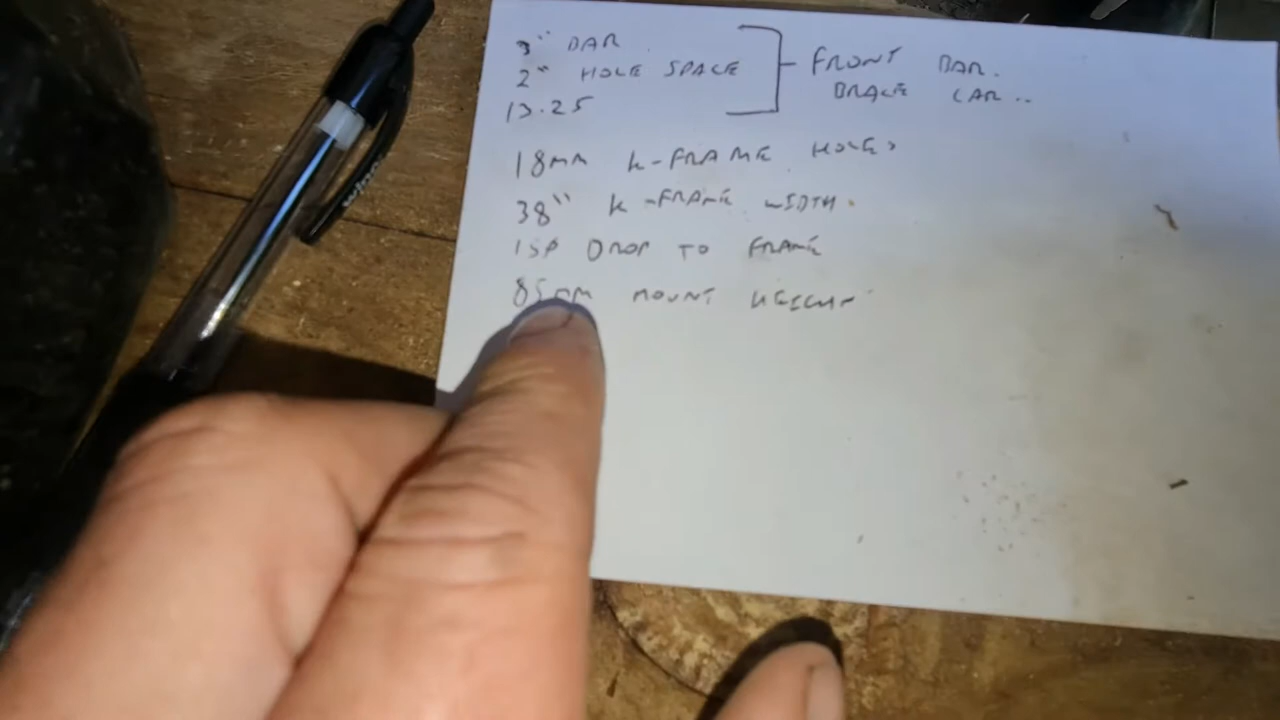 3" BAR
2" HOLE SPACE
13.25
FRONT BAR.
BRACE CAR..
18MM K-FRAME HOLES
38" K-FRAME WIDTH.
DROP TO FRAME
85MM MOUNT HEIGHT